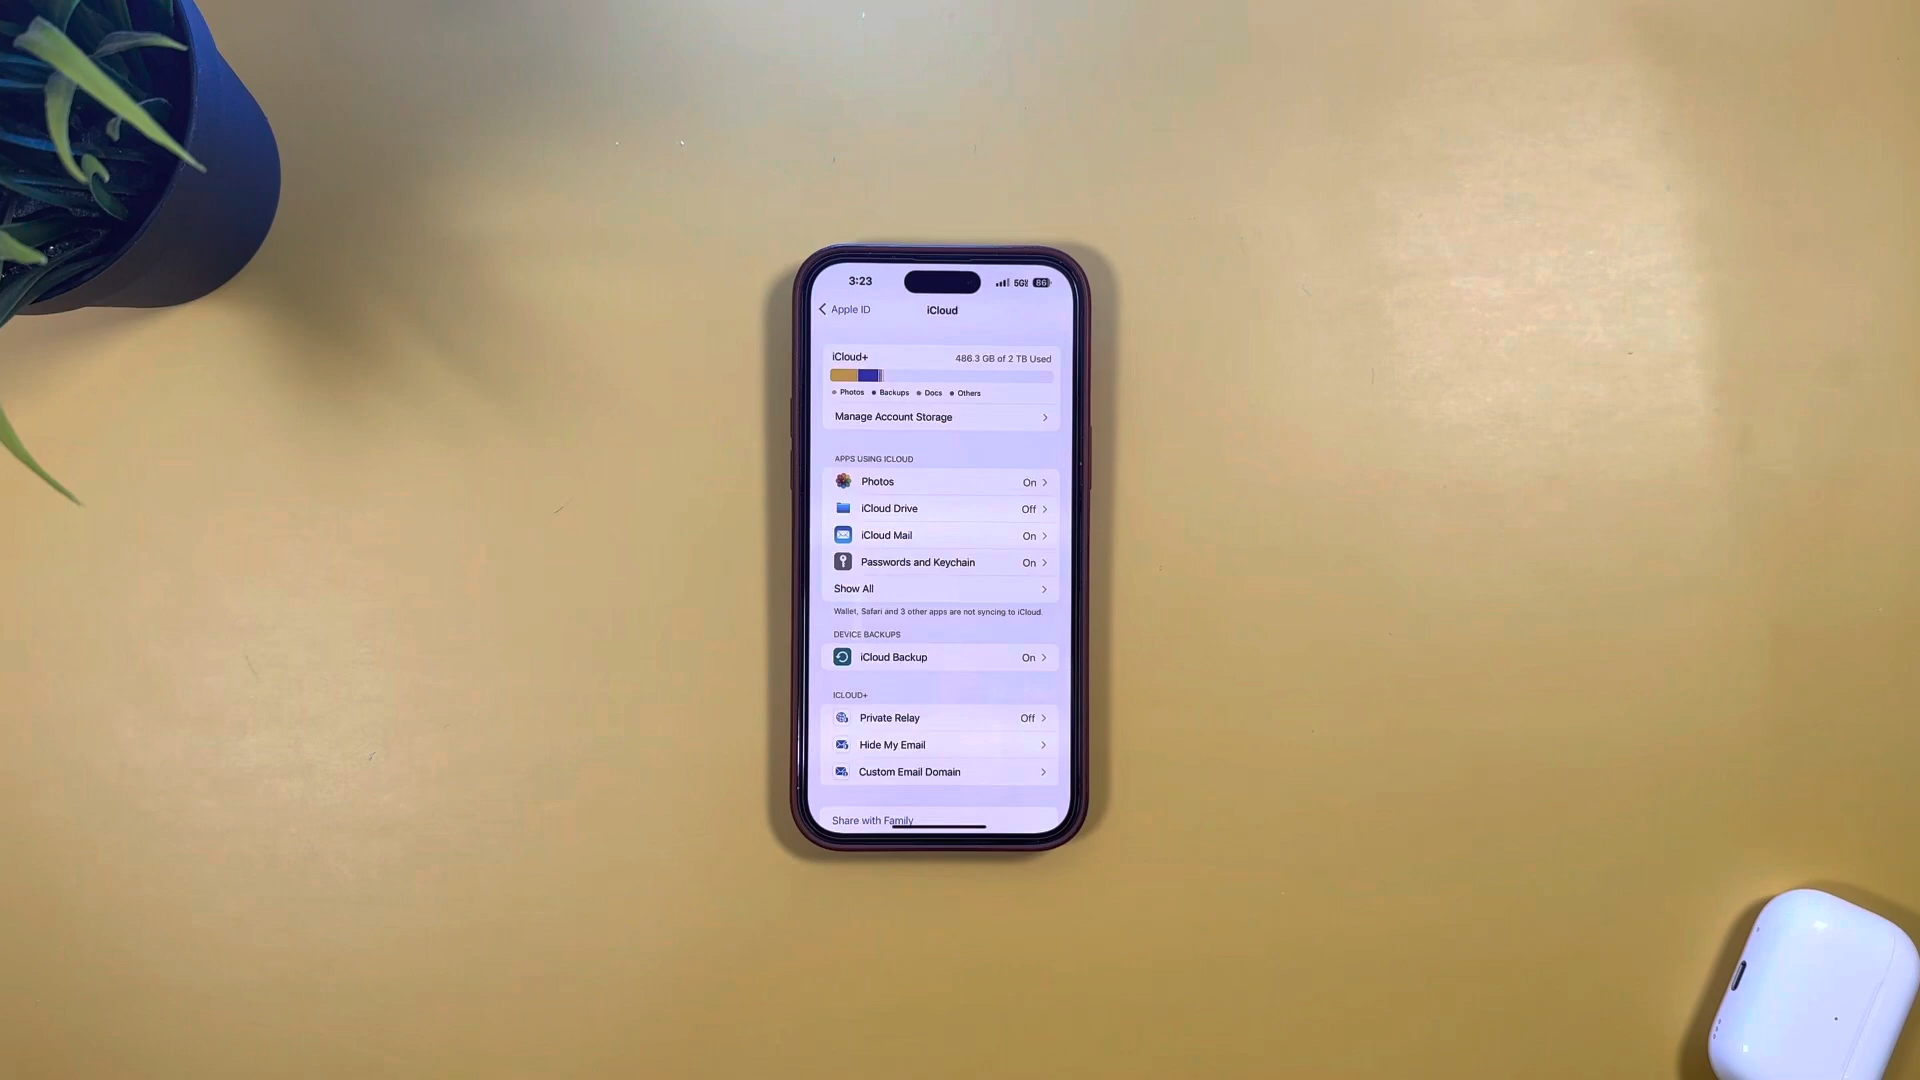 3:23
5G 86
Apple ID
iCloud
iCloud+
486.3 GB of 2 TB Used
Photos Backups Docs Others
Manage Account Storage
APPS USING ICLOUD
Photos On
iCloud Drive Off
iCloud Mail On
Passwords and Keychain On
Show All
Wallet, Safari and 3 other apps are not syncing to iCloud.
DEVICE BACKUPS
iCloud Backup On
ICLOUD+
Private Relay Off
Hide My Email
Custom Email Domain
Share with Family